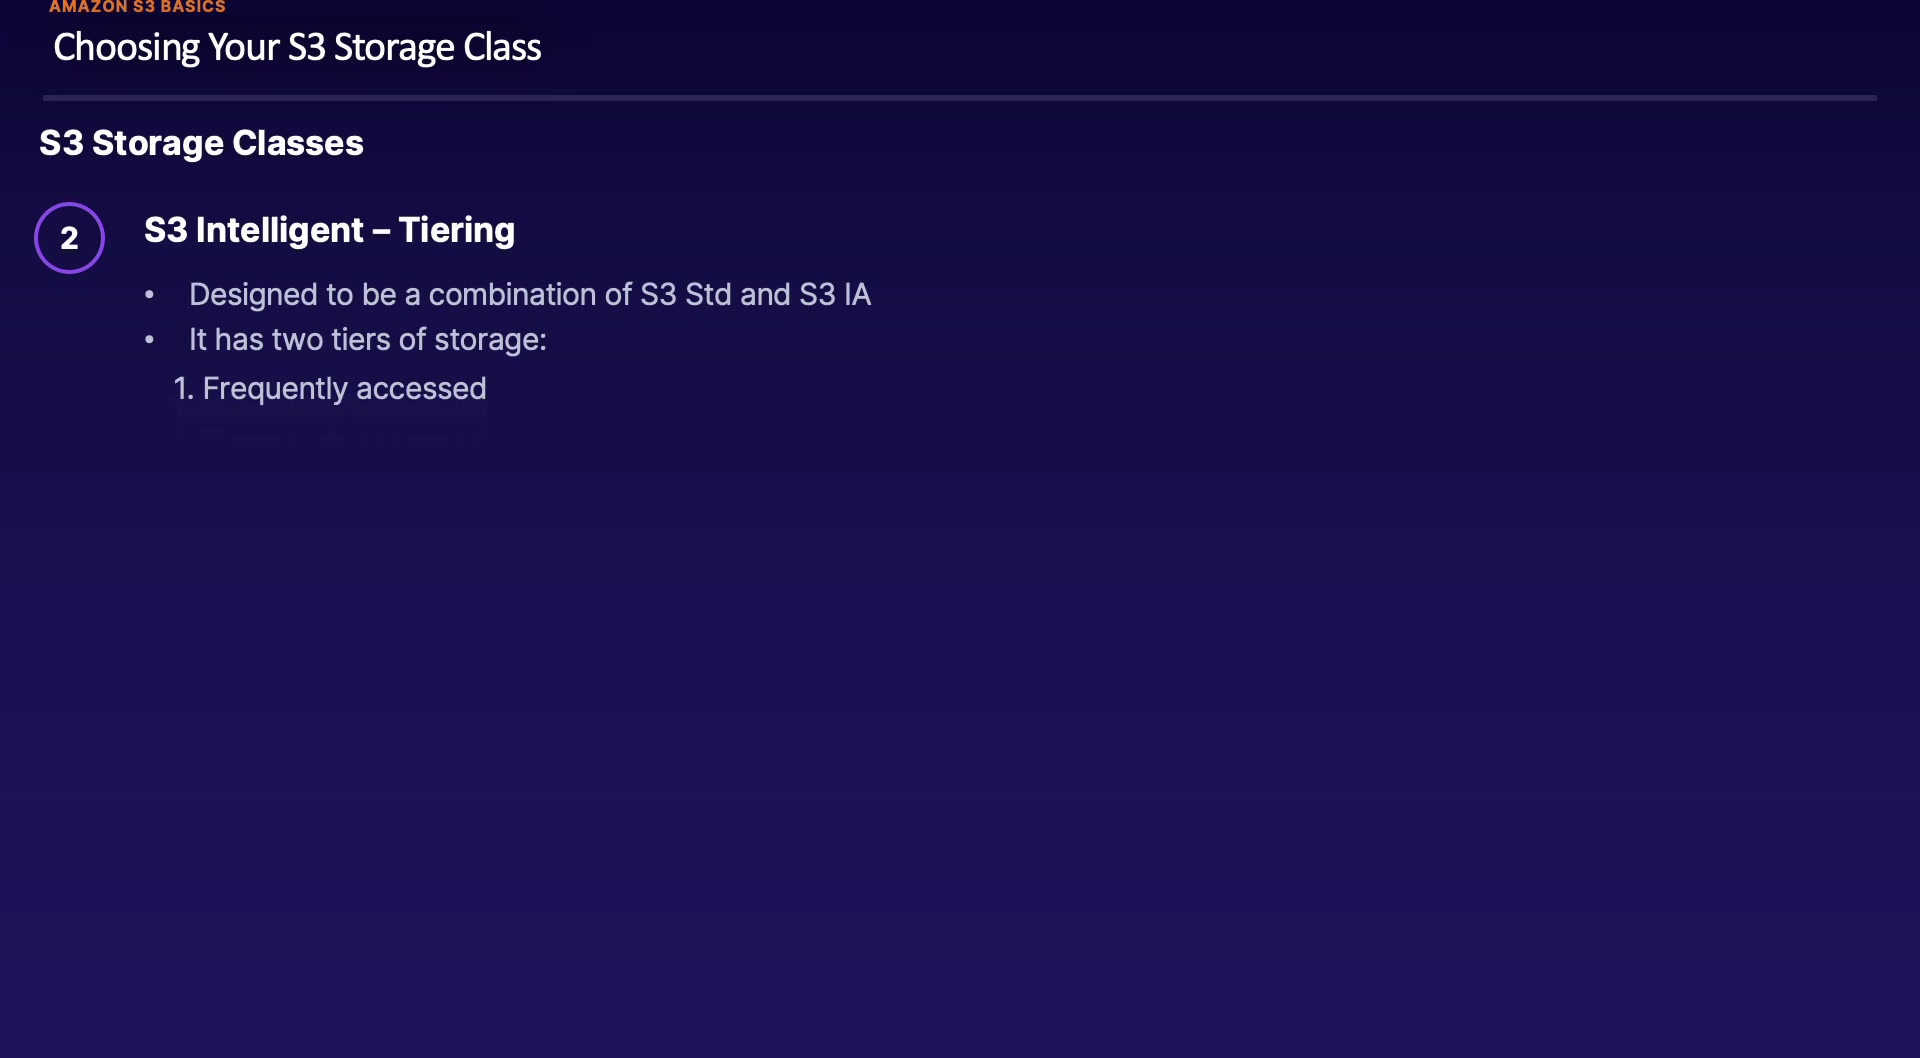 AMAZON S3 BASICS
Choosing Your S3 Storage Class
S3 Storage Classes
2
S3 Intelligent – Tiering
• Designed to be a combination of S3 Std and S3 IA
• It has two tiers of storage:
1. Frequently accessed